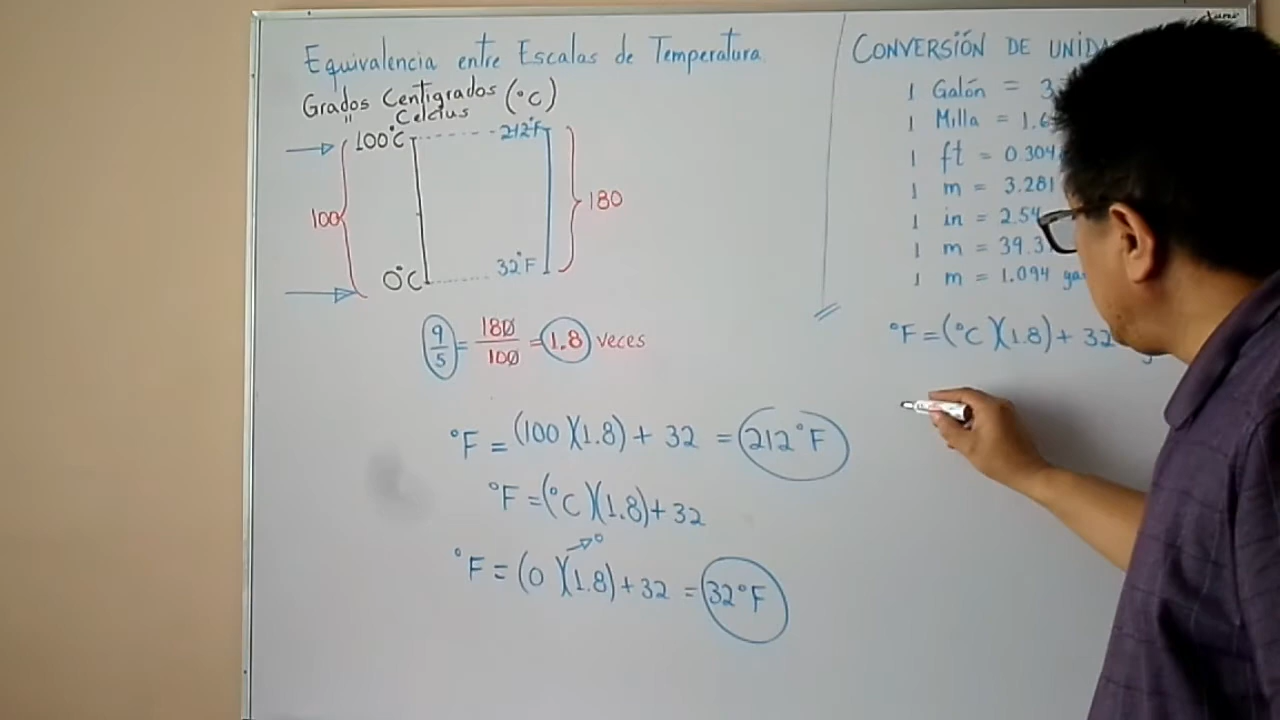 Equivalencia entre Escalas de Temperatura.
Grados Centigrados (°C)
" Celcius
100°C 212°F
100 180
0°C 32°F
9/5 = 180/100 = 1.8 veces
°F = (100)(1.8) + 32 = 212°F
°F = (°C)(1.8) + 32
0
°F = (0)(1.8) + 32 = 32°F
CONVERSIÓN DE UNIDA
1 Galón = 3
1 Milla = 1.6
1 ft = 0.304
1 m = 3.281
1 in = 2.54
1 m = 39.3
1 m = 1.094
°F = (°C)(1.8) + 32